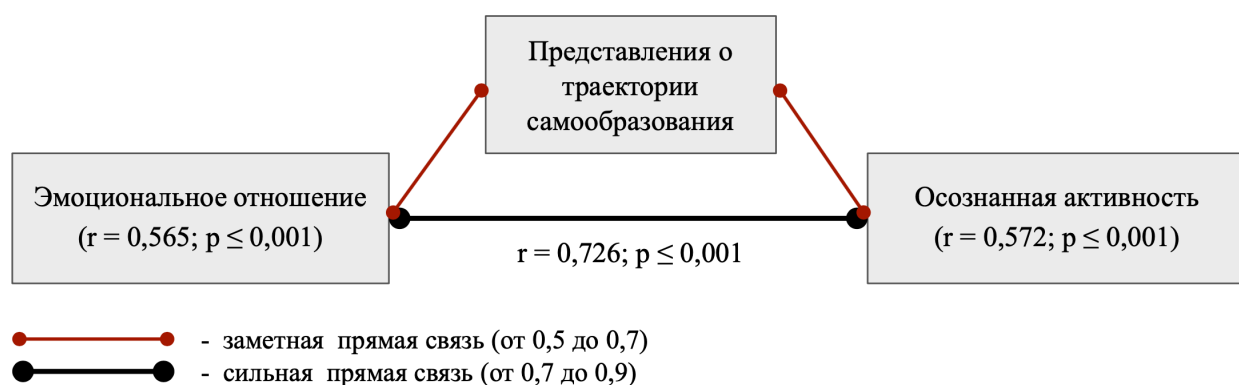 Представления о
траектории
самообразования
Эмоциональное отношение
(r = 0,565; p ≤ 0,001)
Осознанная активность
(r = 0,572; p ≤ 0,001)
r = 0,726; p ≤ 0,001
- заметная прямая связь (от 0,5 до 0,7)
- сильная прямая связь (от 0,7 до 0,9)